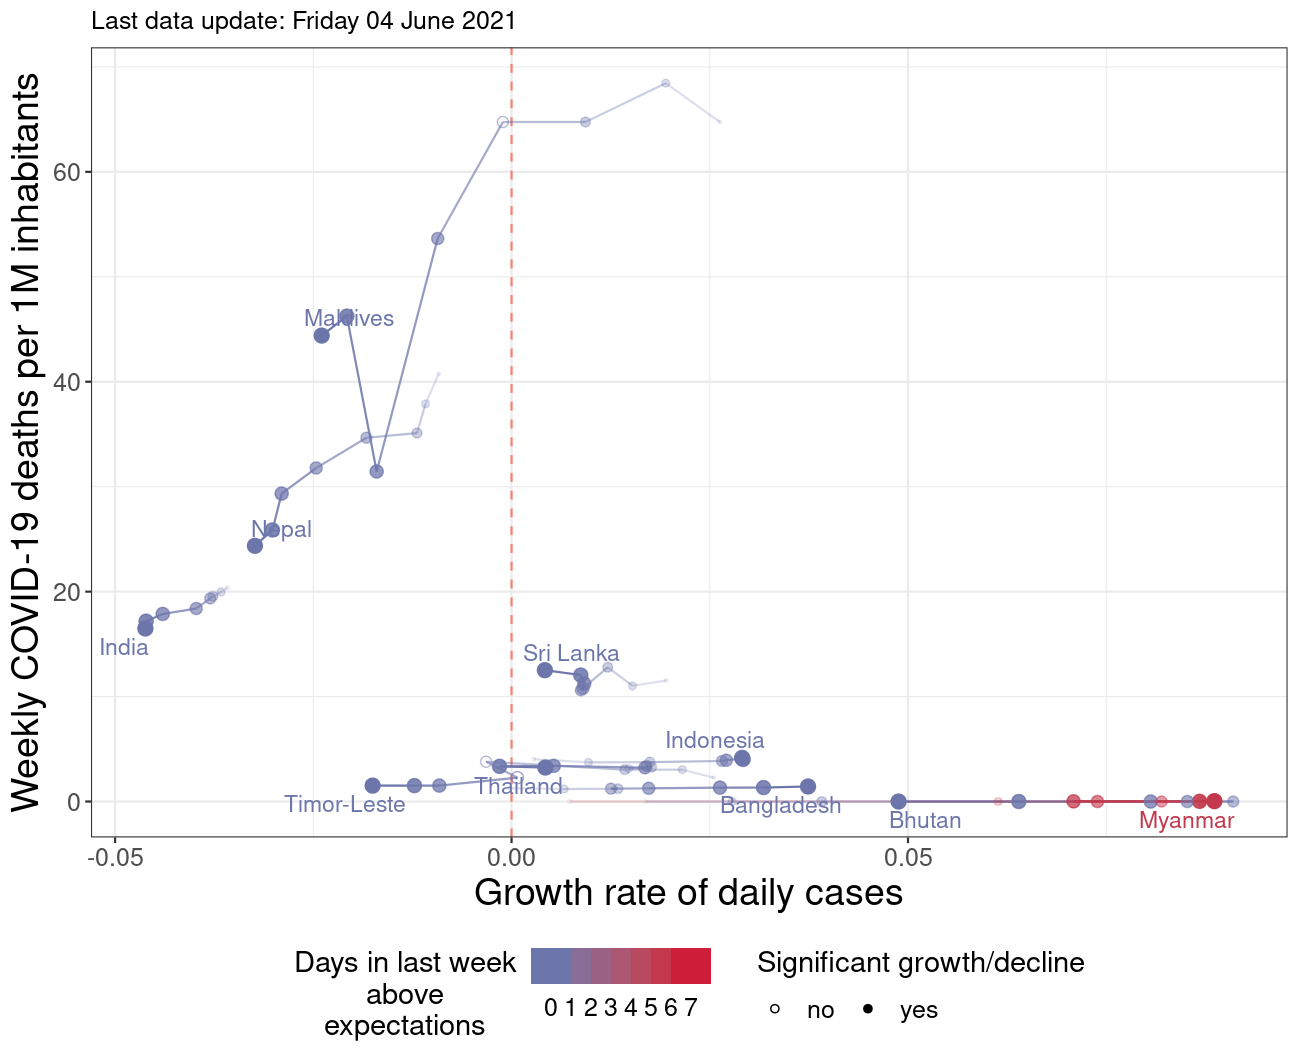 Last data update: Friday 04 June 2021
Weekly COVID-19 deaths per 1M inhabitants
60
40
20
0
Maldives
Nepal
India
Sri Lanka
Indonesia
Thailand
Timor-Leste
Bangladesh
Bhutan
Myanmar
-0.05
0.00
0.05
Growth rate of daily cases
Days in last week
above
expectations
0 1 2 3 4 5 6 7
Significant growth/decline
no
yes